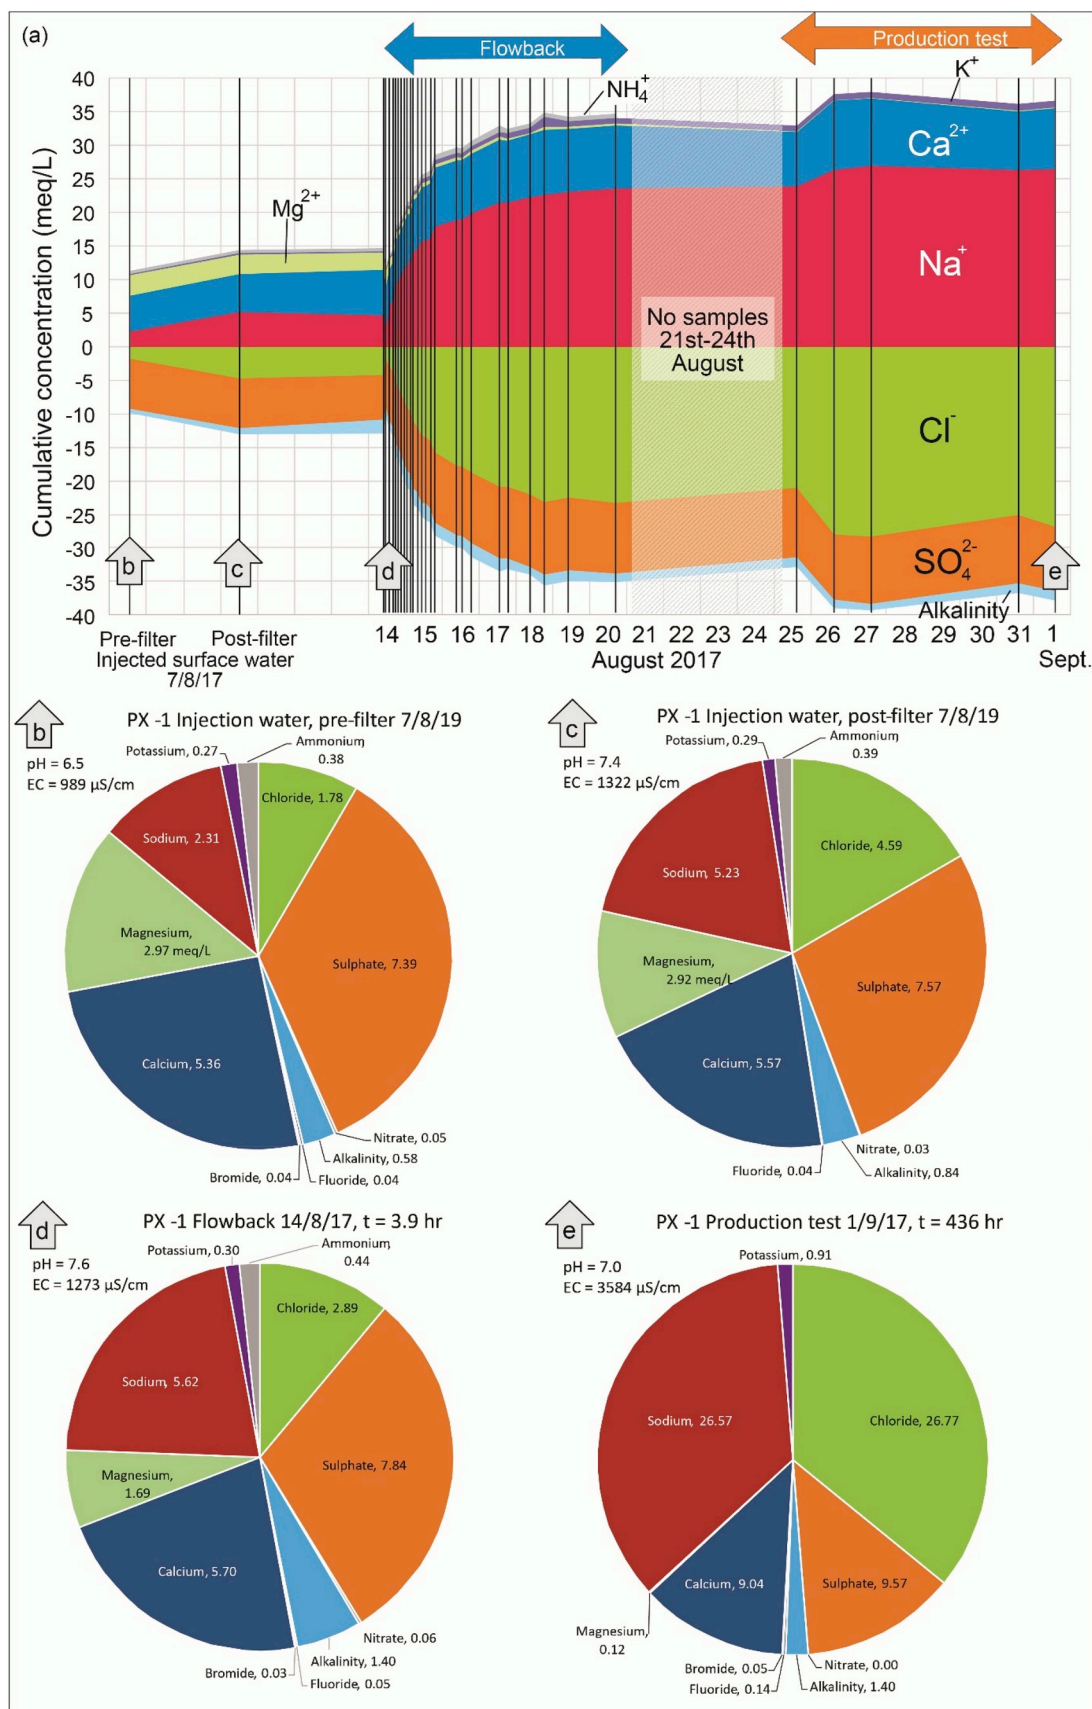 (a)
Flowback
Production test
Cumulative concentration (meq/L)
40
35
30
25
20
15
10
5
0
-5
-10
-15
-20
-25
-30
-35
-40
NH4+
K+
Mg2+
Ca2+
Na+
No samples
21st-24th
August
Cl-
SO42-
Alkalinity
b
c
d
e
Pre-filter
Post-filter
Injected surface water
7/8/17
14 15 16 17 18 19 20 21 22 23 24 25 26 27 28 29 30 31 1
August 2017
Sept.
b
PX -1 Injection water, pre-filter 7/8/19
pH = 6.5
EC = 989 µS/cm
Potassium, 0.27
Ammonium,
0.38
Chloride, 1.78
Sodium, 2.31
Magnesium,
2.97 meq/L
Sulphate, 7.39
Calcium, 5.36
Nitrate, 0.05
Alkalinity, 0.58
Bromide, 0.04
Fluoride, 0.04
c
PX -1 Injection water, post-filter 7/8/19
pH = 7.4
EC = 1322 µS/cm
Potassium, 0.29
Ammonium,
0.39
Chloride, 4.59
Sodium, 5.23
Magnesium,
2.92 meq/L
Sulphate, 7.57
Calcium, 5.57
Nitrate, 0.03
Fluoride, 0.04
Alkalinity, 0.84
d
PX -1 Flowback 14/8/17, t = 3.9 hr
pH = 7.6
EC = 1273 µS/cm
Potassium, 0.30
Ammonium,
0.44
Chloride, 2.89
Sodium, 5.62
Sulphate, 7.84
Magnesium,
1.69
Calcium, 5.70
Nitrate, 0.06
Alkalinity, 1.40
Bromide, 0.03
Fluoride, 0.05
e
PX -1 Production test 1/9/17, t = 436 hr
pH = 7.0
EC = 3584 µS/cm
Potassium, 0.91
Sodium, 26.57
Chloride, 26.77
Calcium, 9.04
Sulphate, 9.57
Magnesium,
0.12
Bromide, 0.05
Nitrate, 0.00
Fluoride, 0.14
Alkalinity, 1.40